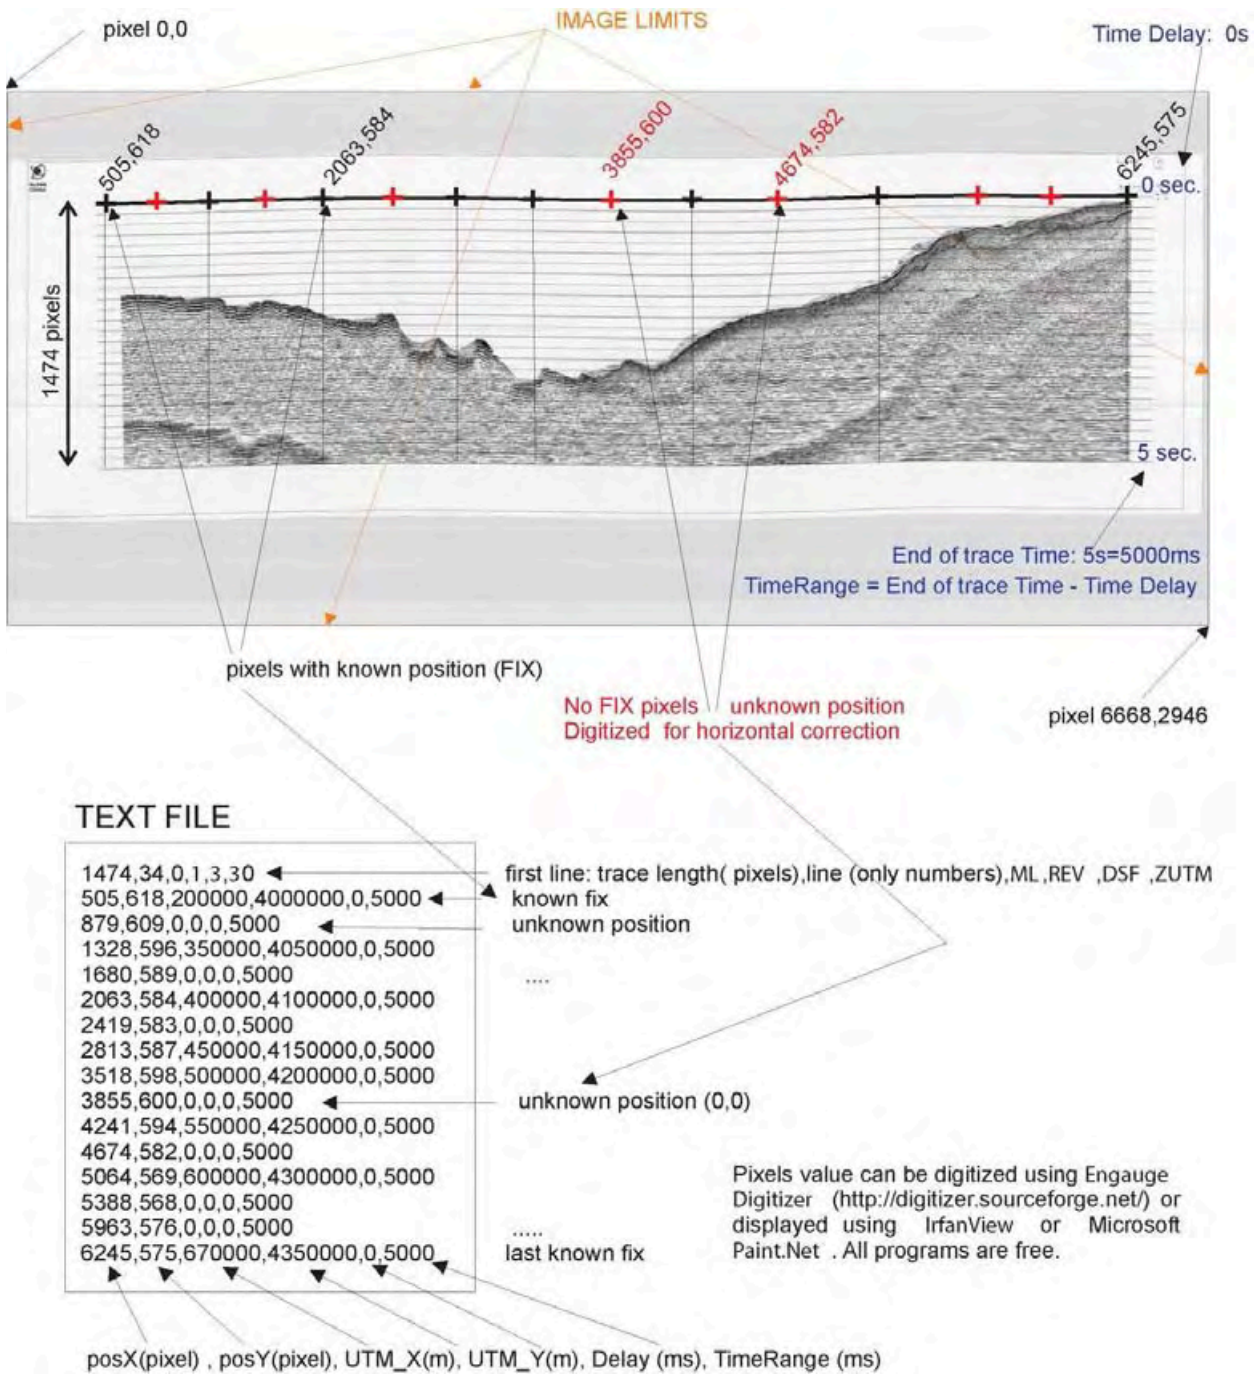 pixel 0,0
IMAGE LIMITS
Time Delay: 0s
505,618
2063,584
3855,600
4674,582
6245,575
0 sec.
1474 pixels
5 sec.
End of trace Time: 5s=5000ms
TimeRange = End of trace Time - Time Delay
pixels with known position (FIX)
No FIX pixels unknown position
Digitized for horizontal correction
pixel 6668,2946
TEXT FILE
1474,34,0,1,3,30
first line: trace length( pixels),line (only numbers),ML,REV ,DSF ,ZUTM
505,618,200000,4000000,0,5000
known fix
879,609,0,0,0,5000
unknown position
1328,596,350000,4050000,0,5000
1680,589,0,0,0,5000
....
2063,584,400000,4100000,0,5000
2419,583,0,0,0,5000
2813,587,450000,4150000,0,5000
3518,598,500000,4200000,0,5000
3855,600,0,0,0,5000
unknown position (0,0)
4241,594,550000,4250000,0,5000
4674,582,0,0,0,5000
5064,569,600000,4300000,0,5000
5388,568,0,0,0,5000
5963,576,0,0,0,5000
.....
6245,575,670000,4350000,0,5000
last known fix
Pixels value can be digitized using Engauge
Digitizer (http://digitizer.sourceforge.net/) or
displayed using IrfanView or Microsoft
Paint.Net . All programs are free.
posX(pixel) , posY(pixel), UTM_X(m), UTM_Y(m), Delay (ms), TimeRange (ms)